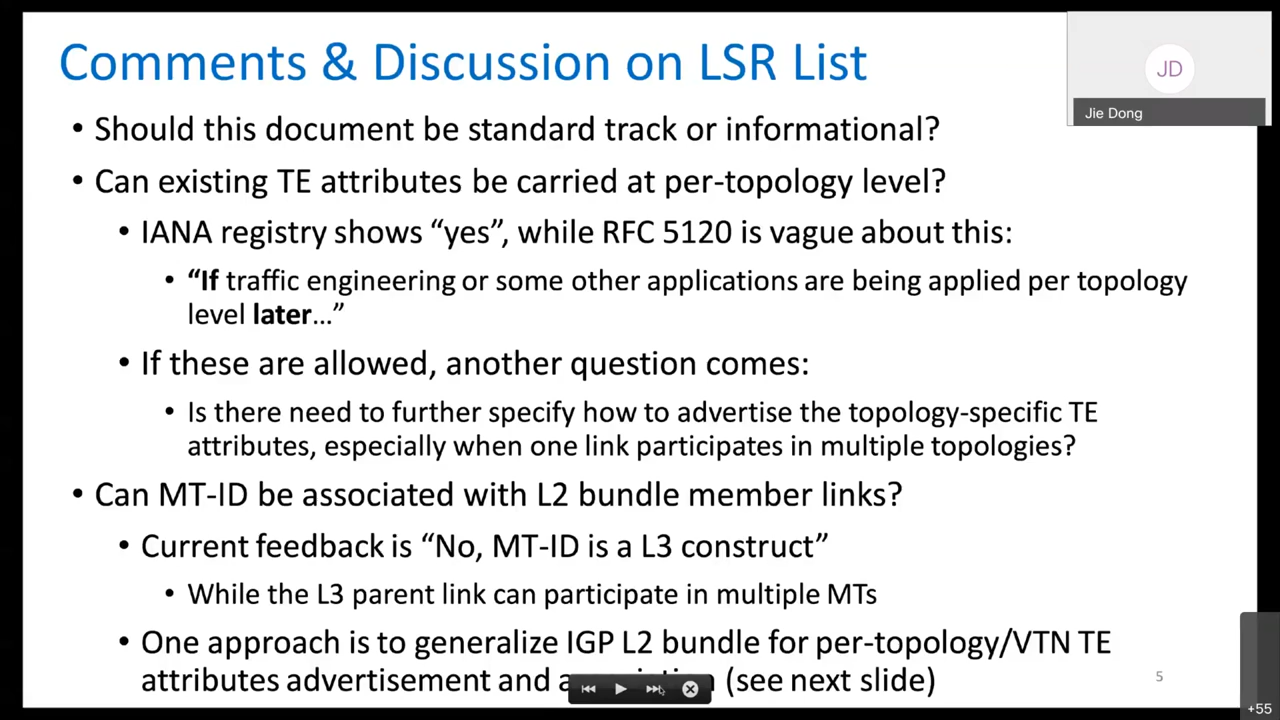 Comments & Discussion on LSR List
JD
Jie Dong
• Should this document be standard track or informational?
• Can existing TE attributes be carried at per-topology level?
• IANA registry shows “yes”, while RFC 5120 is vague about this:
• “If traffic engineering or some other applications are being applied per topology
level later…”
• If these are allowed, another question comes:
• Is there need to further specify how to advertise the topology-specific TE
attributes, especially when one link participates in multiple topologies?
• Can MT-ID be associated with L2 bundle member links?
• Current feedback is “No, MT-ID is a L3 construct”
• While the L3 parent link can participate in multiple MTs
• One approach is to generalize IGP L2 bundle for per-topology/VTN TE
attributes advertisement and (see next slide)
5
+55